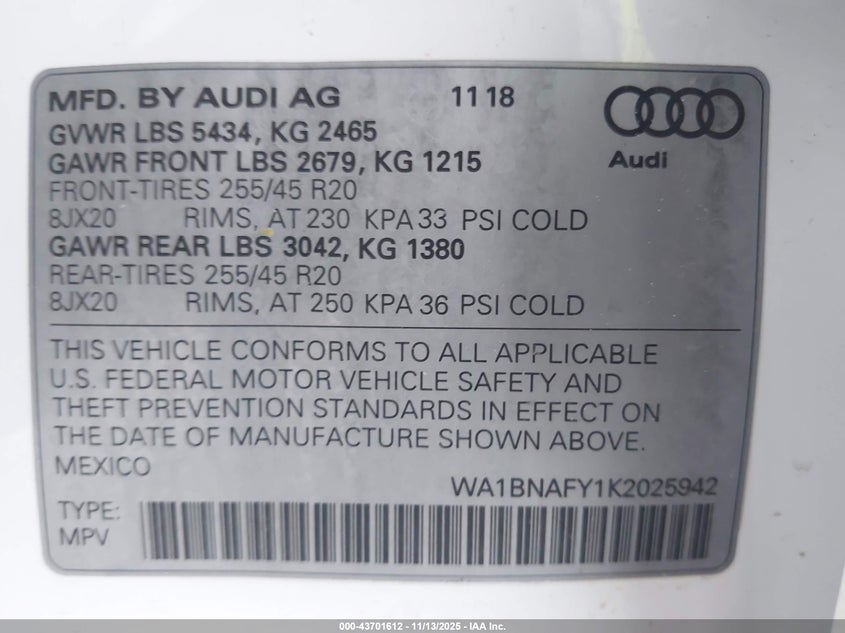 MFD. BY AUDI AG 11 18
GVWR LBS 5434, KG 2465
GAWR FRONT LBS 2679, KG 1215
Audi
FRONT-TIRES 255/45 R20
8JX20 RIMS, AT 230 KPA 33 PSI COLD
GAWR REAR LBS 3042, KG 1380
REAR-TIRES 255/45 R20
8JX20 RIMS, AT 250 KPA 36 PSI COLD
THIS VEHICLE CONFORMS TO ALL APPLICABLE
U.S. FEDERAL MOTOR VEHICLE SAFETY AND
THEFT PREVENTION STANDARDS IN EFFECT ON
THE DATE OF MANUFACTURE SHOWN ABOVE.
MEXICO
WA1BNAFY1K2025942
TYPE:
MPV
000-43701612 - 11/13/2025 - IAA Inc.